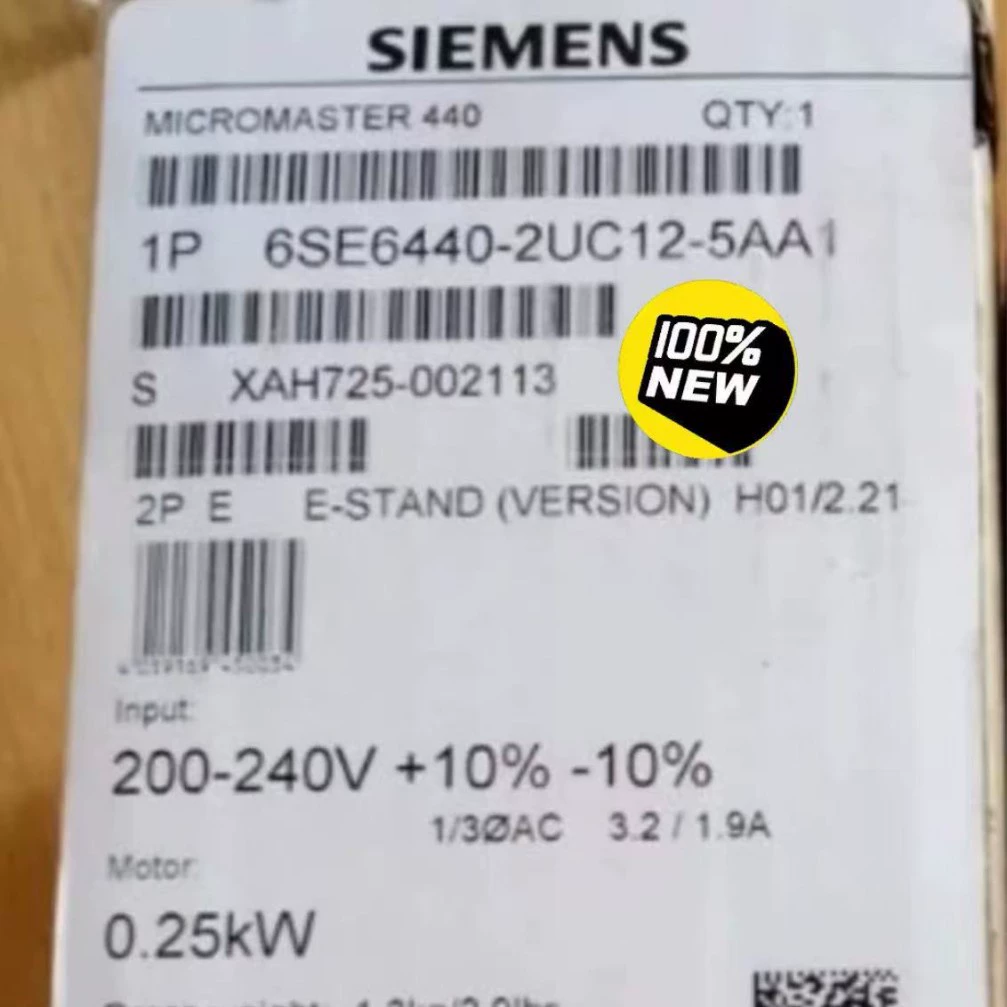 SIEMENS
MICROMASTER 440 QTY:1
1P 6SE6440-2UC12-5AA1
100%
NEW
S XAH725-002113
2P E E-STAND (VERSION) H01/2.21
Input:
200-240V +10% -10%
1/3ØAC 3.2 / 1.9A
Motor:
0.25kW